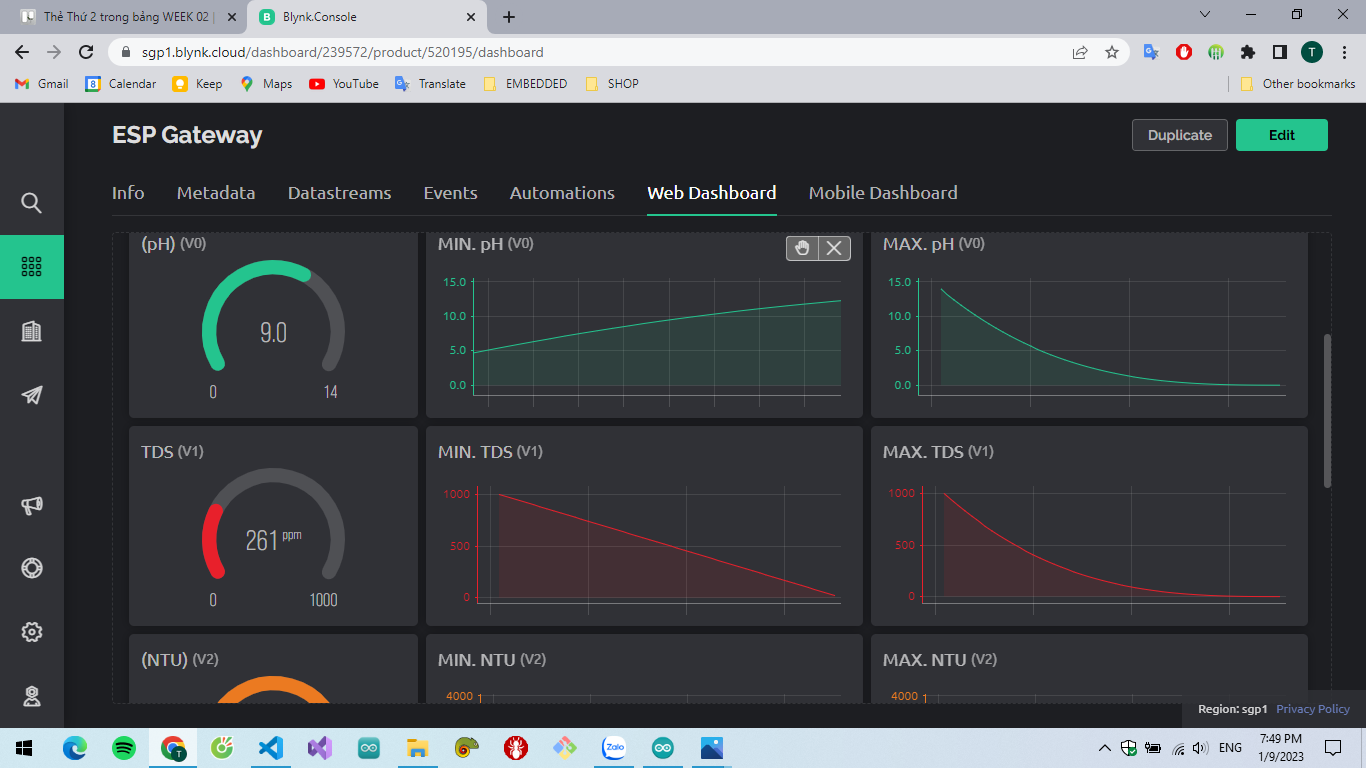 Thẻ Thứ 2 trong bảng WEEK 02 |
Blynk.Console
sgp1.blynk.cloud/dashboard/239572/product/520195/dashboard
T
Gmail
8 Calendar
Keep
Maps
YouTube
Translate
EMBEDDED
SHOP
Other bookmarks
ESP Gateway
Duplicate
Edit
Info
Metadata
Datastreams
Events
Automations
Web Dashboard
Mobile Dashboard
(pH) (V0)
9.0
0
14
MIN. pH (V0)
15.0
10.0
5.0
0.0
MAX. pH (V0)
15.0
10.0
5.0
0.0
TDS (V1)
261 ppm
0
1000
MIN. TDS (V1)
1000
500
0
MAX. TDS (V1)
1000
500
0
(NTU) (V2)
MIN. NTU (V2)
4000
MAX. NTU (V2)
4000
Region: sgp1 Privacy Policy
T
Zalo
ENG
7:49 PM
1/9/2023